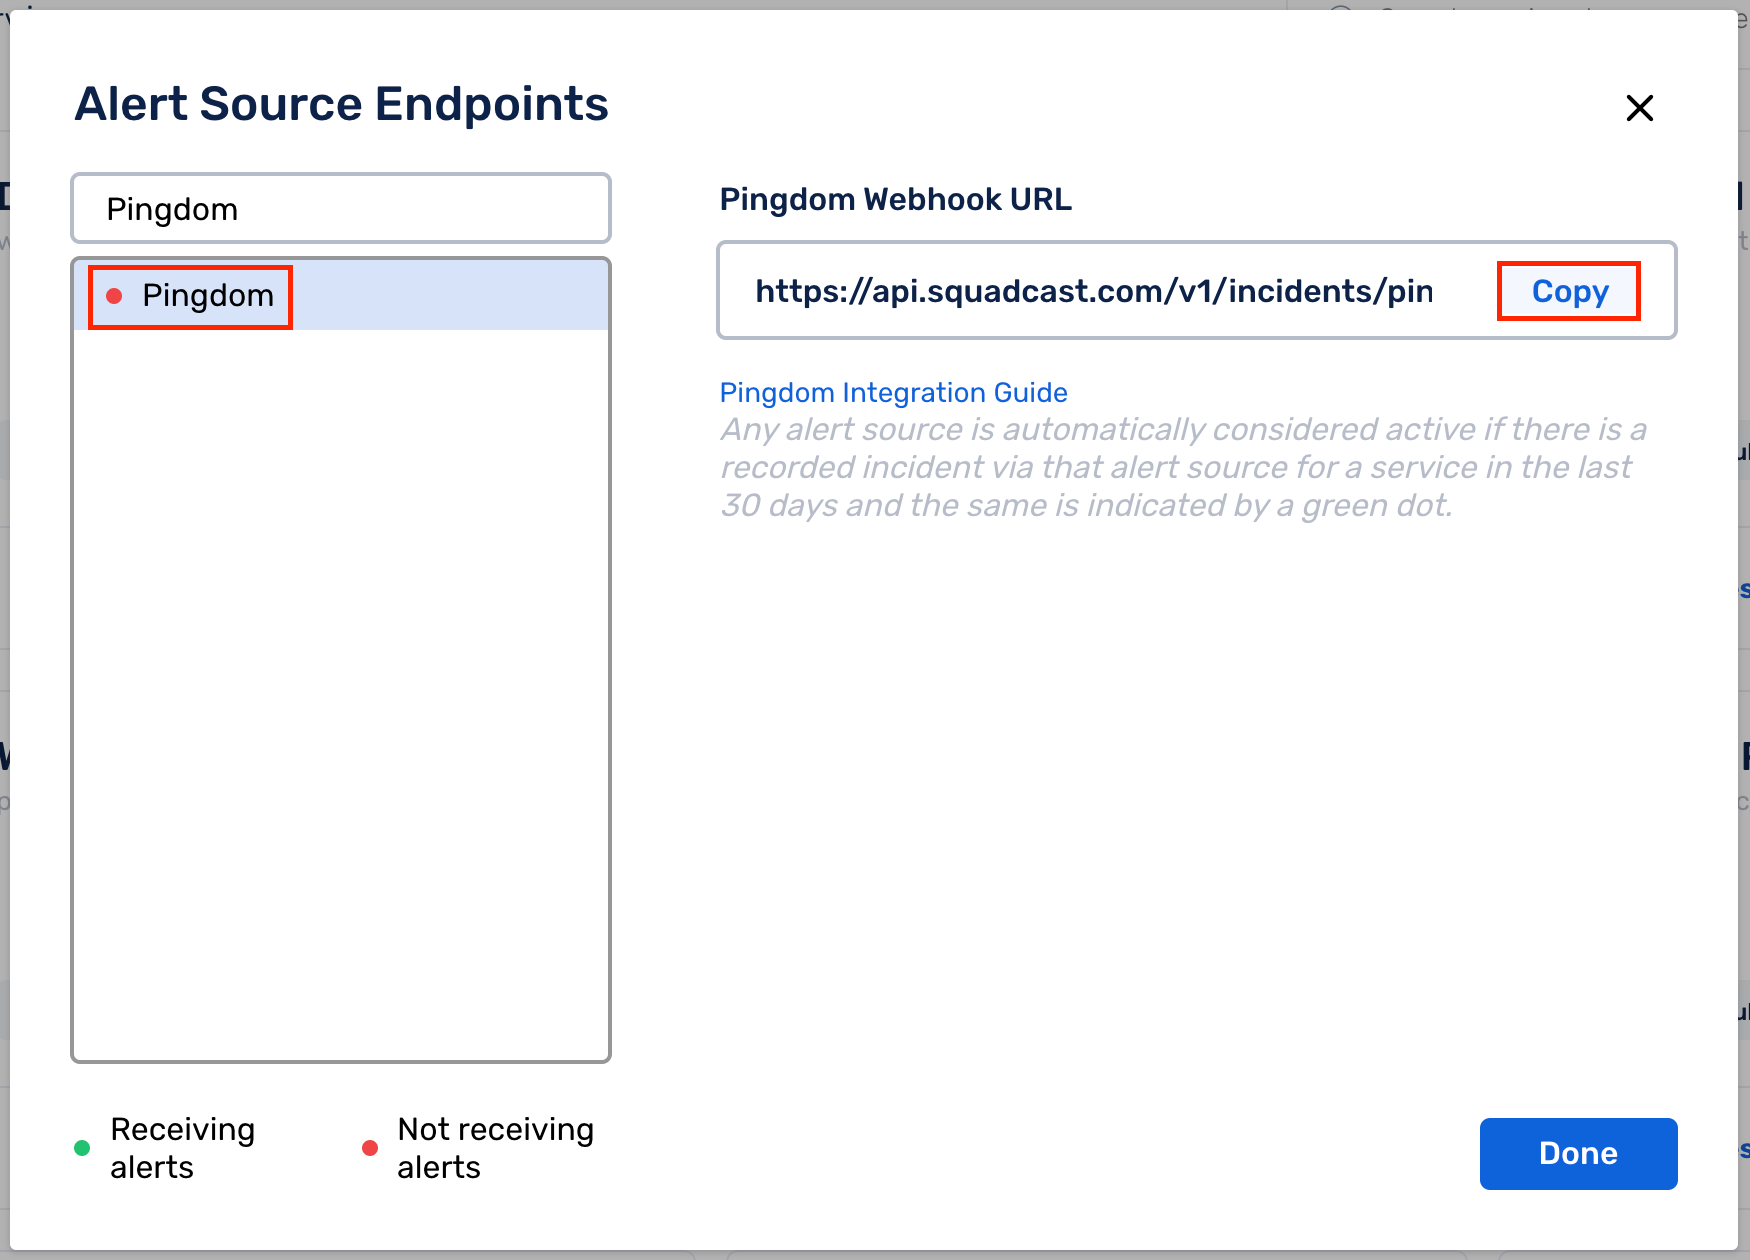 Alert Source Endpoints
Pingdom
Pingdom
Pingdom Webhook URL
https://api.squadcast.com/v1/incidents/pin
Copy
Pingdom Integration Guide
Any alert source is automatically considered active if there is a
recorded incident via that alert source for a service in the last
30 days and the same is indicated by a green dot.
Receiving
alerts
Not receiving
alerts
Done